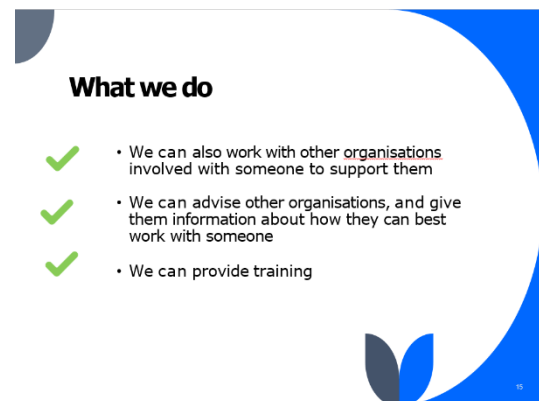 What we do
• We can also work with other organisations
involved with someone to support them
• We can advise other organisations, and give
them information about how they can best
work with someone
• We can provide training
15